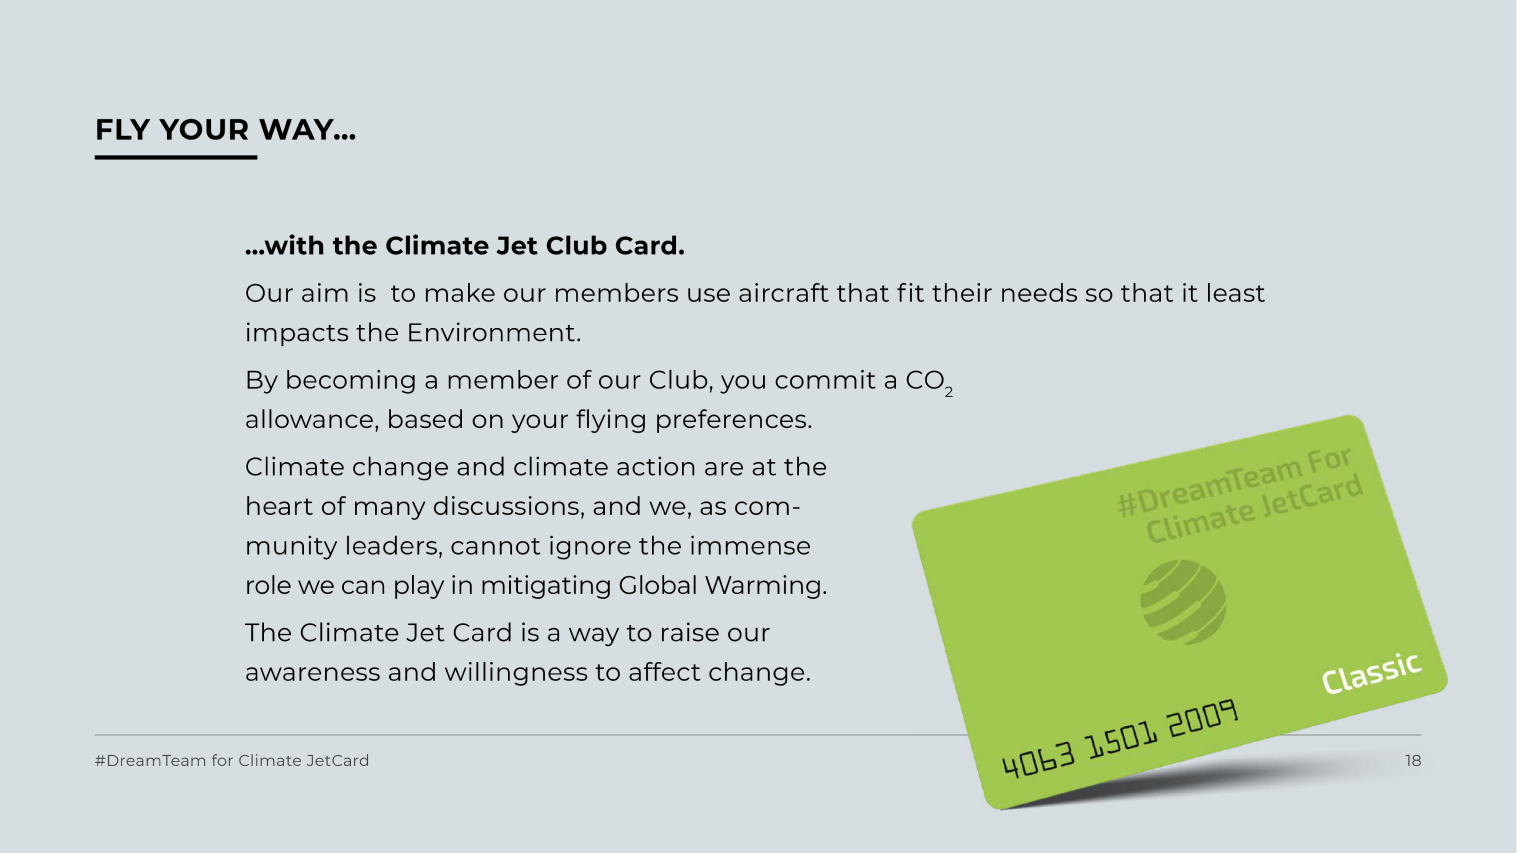 FLY YOUR WAY...
...with the Climate Jet Club Card.
Our aim is  to make our members use aircraft that fit their needs so that it least
impacts the Environment.
By becoming a member of our Club, you commit a CO₂
allowance, based on your flying preferences.
Climate change and climate action are at the
heart of many discussions, and we, as com-
munity leaders, cannot ignore the immense
role we can play in mitigating Global Warming.
The Climate Jet Card is a way to raise our
awareness and willingness to affect change.
#DreamTeam For
Climate JetCard
Classic
4063 1501 2009
#DreamTeam for Climate JetCard
18